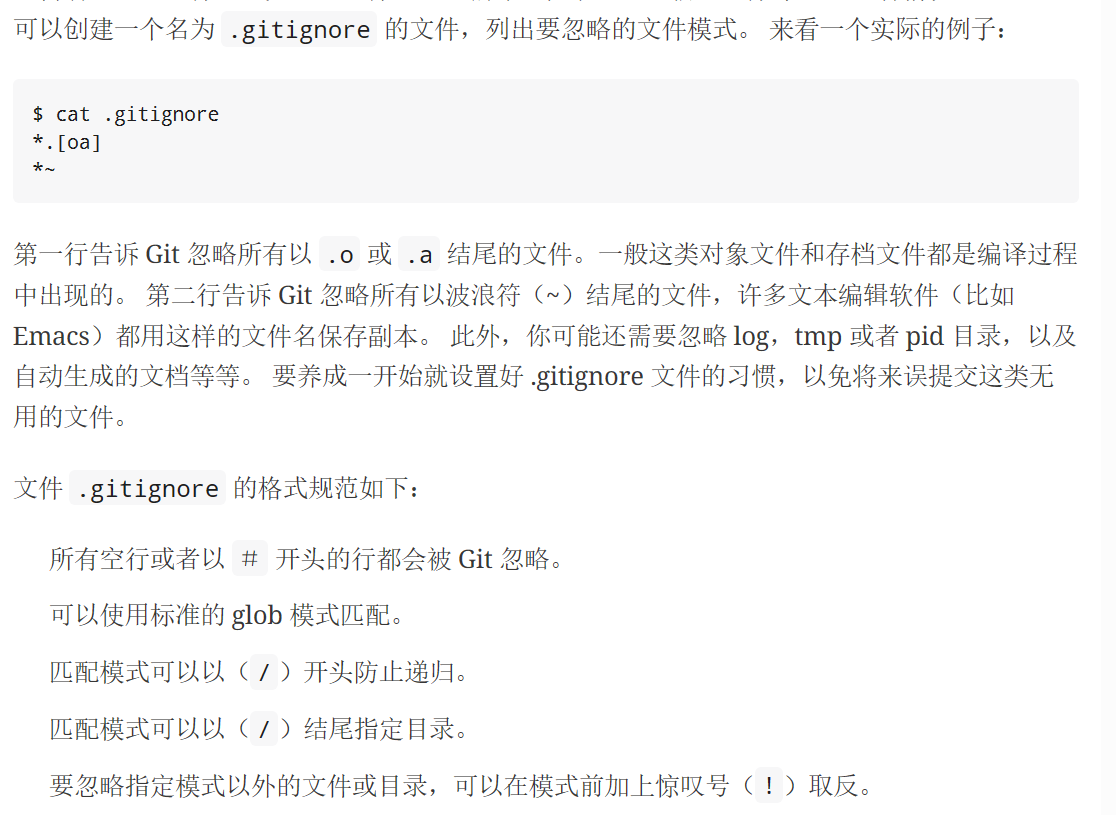 可以创建一个名为 .gitignore 的文件，列出要忽略的文件模式。 来看一个实际的例子：
$ cat .gitignore
*.[oa]
*~
第一行告诉 Git 忽略所有以 .o 或 .a 结尾的文件。一般这类对象文件和存档文件都是编译过程
中出现的。 第二行告诉 Git 忽略所有以波浪符（~）结尾的文件，许多文本编辑软件（比如
Emacs）都用这样的文件名保存副本。 此外，你可能还需要忽略 log，tmp 或者 pid 目录，以及
自动生成的文档等等。 要养成一开始就设置好 .gitignore 文件的习惯，以免将来误提交这类无
用的文件。
文件 .gitignore 的格式规范如下：
所有空行或者以 # 开头的行都会被 Git 忽略。
可以使用标准的 glob 模式匹配。
匹配模式可以以（/）开头防止递归。
匹配模式可以以（/）结尾指定目录。
要忽略指定模式以外的文件或目录，可以在模式前加上惊叹号（!）取反。